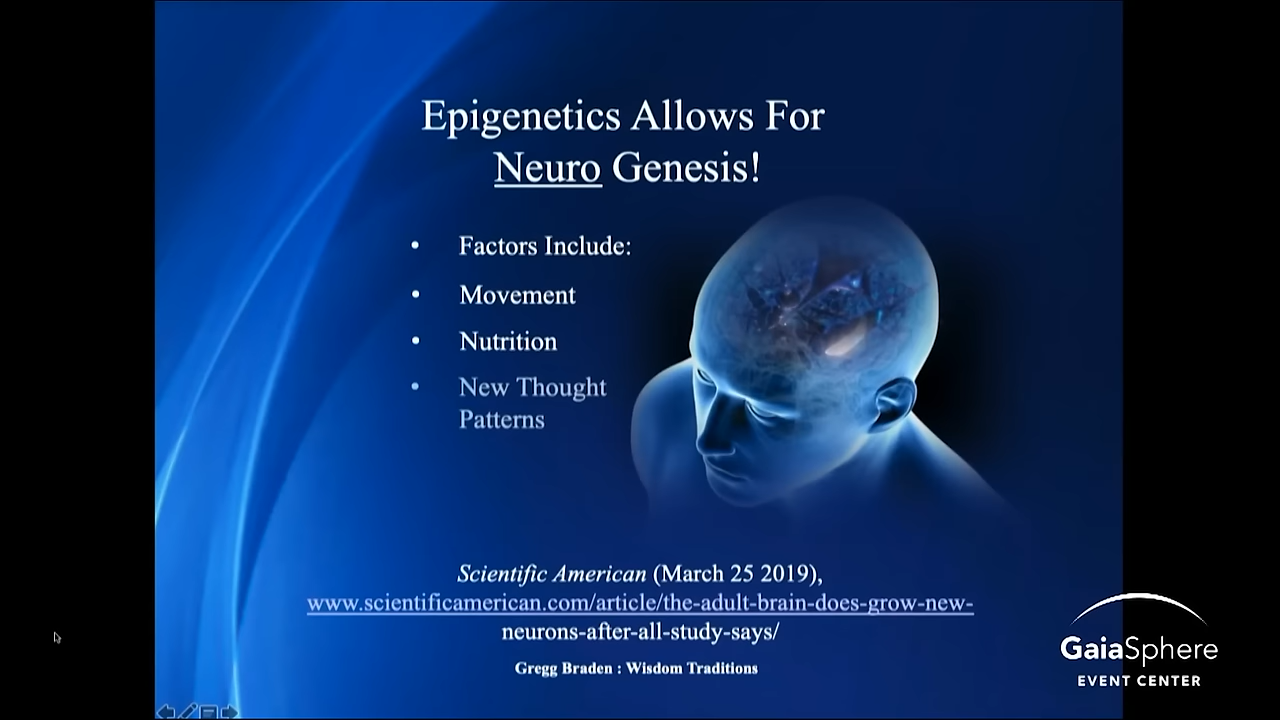 Epigenetics Allows For
Neuro Genesis!
• Factors Include:
• Movement
• Nutrition
• New Thought
Patterns
Scientific American (March 25 2019),
www.scientificamerican.com/article/the-adult-brain-does-grow-new-
neurons-after-all-study-says/
Gregg Braden : Wisdom Traditions
GaiaSphere
EVENT CENTER